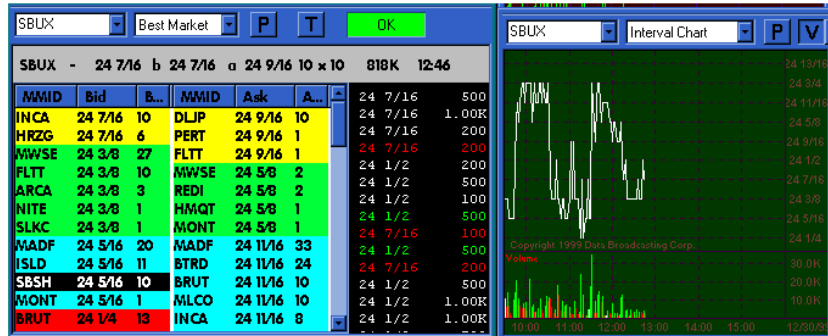 SBUX Best Market P T OK
SBUX - 24 7/16 b 24 7/16 a 24 9/16 10 x 10 818K 12:46
MMID Bid B... MMID Ask A...
INCA 24 7/16 10 DLJP 24 9/16 10
HRZG 24 7/16 6 PERT 24 9/16 1
MWSE 24 3/8 27 FLTT 24 9/16 1
FLTT 24 3/8 10 MWSE 24 5/8 2
ARCA 24 3/8 3 REDI 24 5/8 2
NITE 24 3/8 1 HMQT 24 5/8 1
SLKC 24 3/8 1 MONT 24 5/8 1
MADF 24 5/16 20 MADF 24 11/16 33
ISLD 24 5/16 11 BTRD 24 11/16 24
SBSH 24 5/16 10 BRUT 24 11/16 10
MONT 24 5/16 1 MLCO 24 11/16 10
BRUT 24 1/4 13 INCA 24 11/16 8
24 7/16 500
24 7/16 1.00K
24 7/16 200
24 7/16 200
24 1/2 200
24 1/2 500
24 1/2 100
24 1/2 500
24 7/16 100
24 1/2 500
24 7/16 200
24 1/2 500
24 1/2 1.00K
24 1/2 1.00K
SBUX Interval Chart P V
24 13/16
24 3/4
24 11/16
24 5/8
24 9/16
24 1/2
24 7/16
24 3/8
24 5/16
24 1/4
Copyright 1999 Data Broadcasting Corp.
Volume
30.0K
20.0K
10.0K
10:00 11:00 12:00 13:00 14:00 15:00 12/30/9